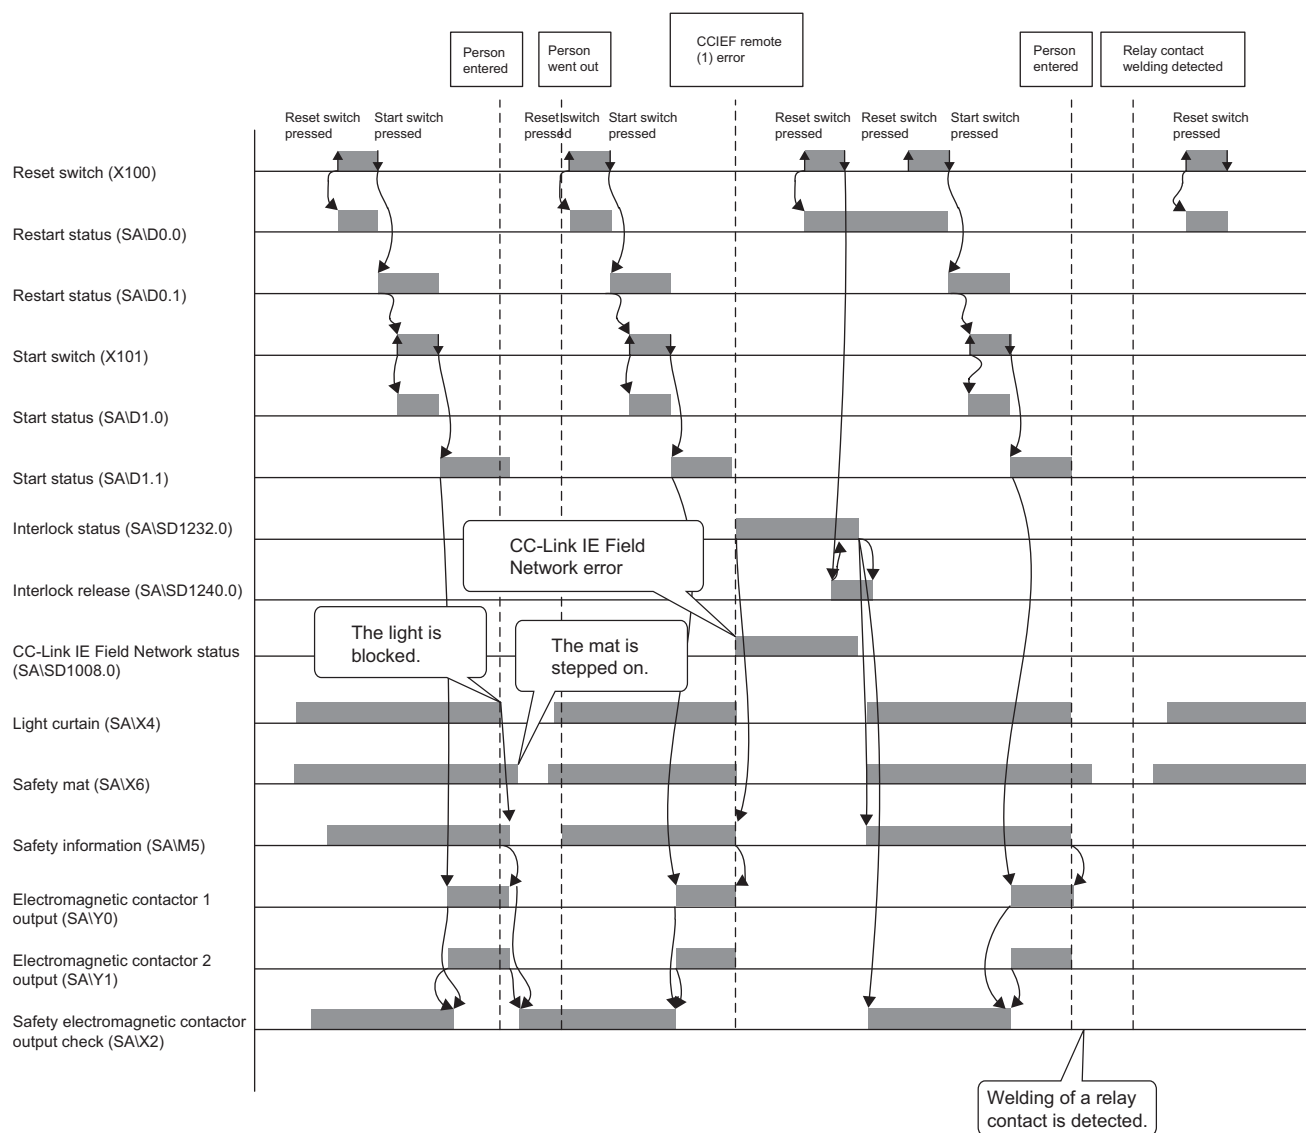 Person
entered
Person
went out
CCIEF remote
(1) error
Person
entered
Relay contact
welding detected
Reset switch
pressed
Start switch
pressed
Reset switch
pressed
Start switch
pressed
Reset switch
pressed
Reset switch
pressed
Start switch
pressed
Reset switch
pressed
Reset switch (X100)
Restart status (SA\D0.0)
Restart status (SA\D0.1)
Start switch (X101)
Start status (SA\D1.0)
Start status (SA\D1.1)
Interlock status (SA\SD1232.0)
CC-Link IE Field
Network error
Interlock release (SA\SD1240.0)
The light is
blocked.
The mat is
stepped on.
CC-Link IE Field Network status
(SA\SD1008.0)
Light curtain (SA\X4)
Safety mat (SA\X6)
Safety information (SA\M5)
Electromagnetic contactor 1
output (SA\Y0)
Electromagnetic contactor 2
output (SA\Y1)
Safety electromagnetic contactor
output check (SA\X2)
Welding of a relay
contact is detected.